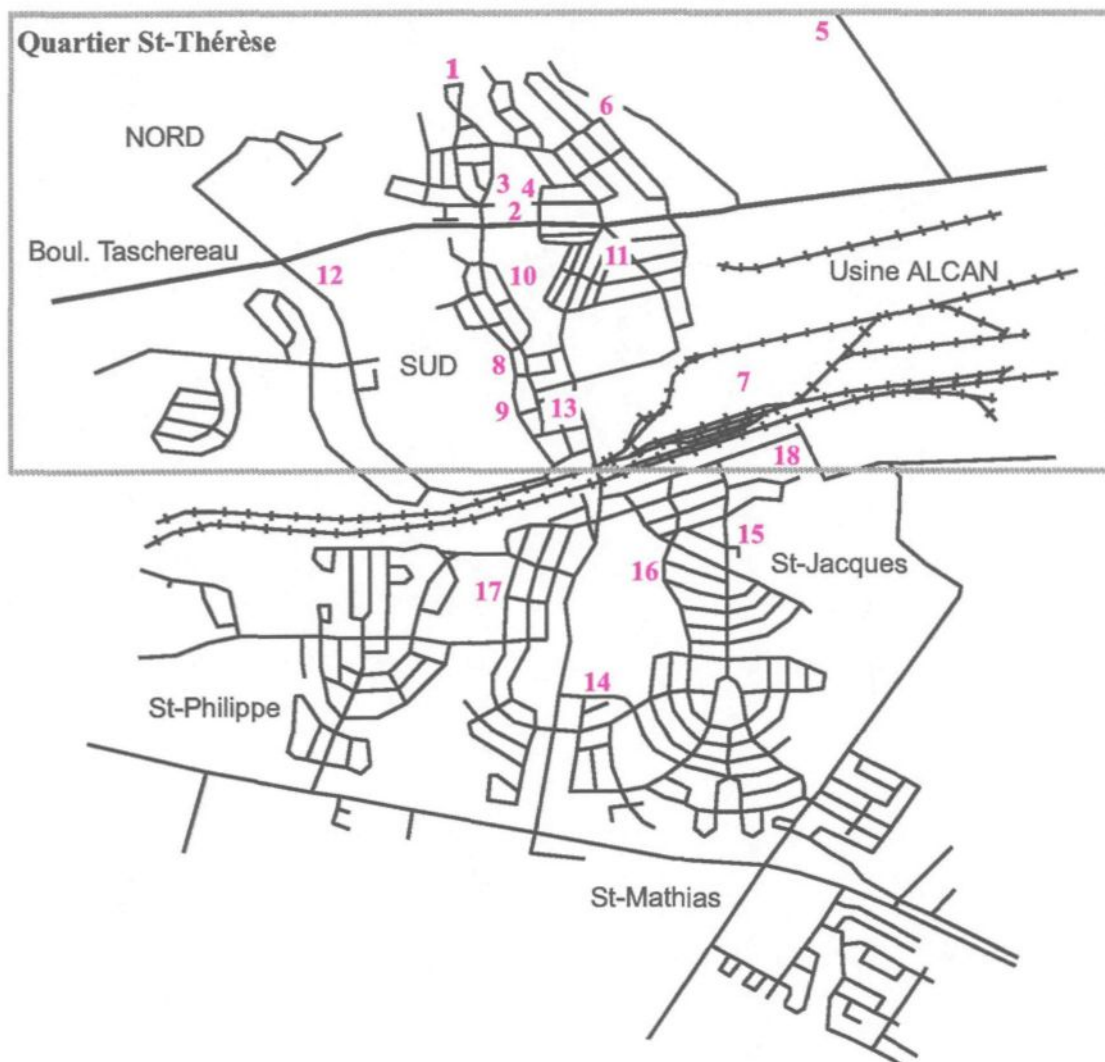 5
Quartier St-Thérèse
1
6
NORD
3 4
2
Boul. Taschereau
11
10
12
Usine ALCAN
8
SUD
7
9
13
18
15
St-Jacques
16
17
14
St-Philippe
St-Mathias